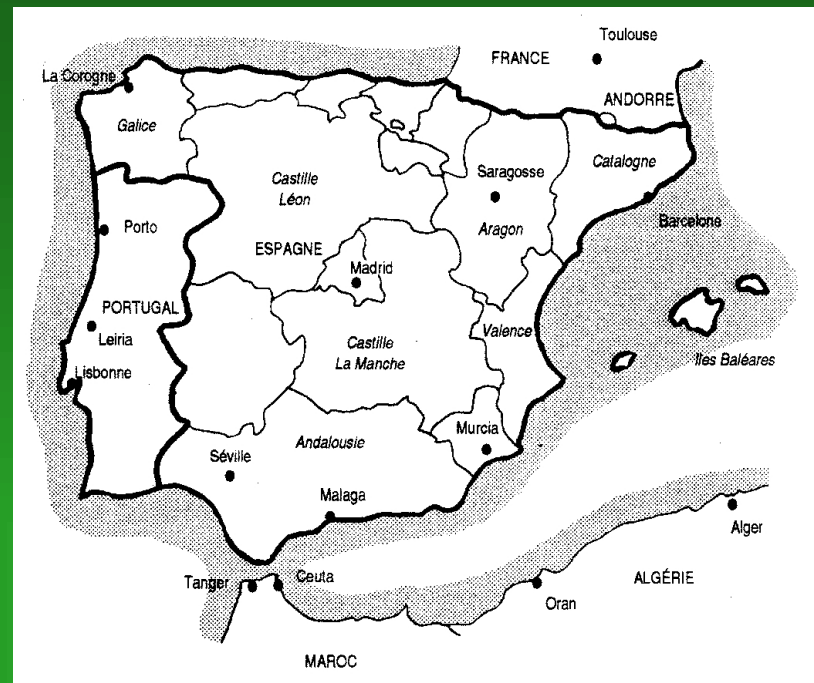 Toulouse
FRANCE
La Corogne
ANDORRE
Galice
Catalogne
Castille
Léon
Saragosse
Barcelone
Porto
Aragon
ESPAGNE
Madrid
PORTUGAL
Leiria
Valence
Castille
La Manche
Iles Baléares
Lisbonne
Murcia
Andalousie
Séville
Malaga
Alger
Tanger
Ceuta
ALGÉRIE
Oran
MAROC